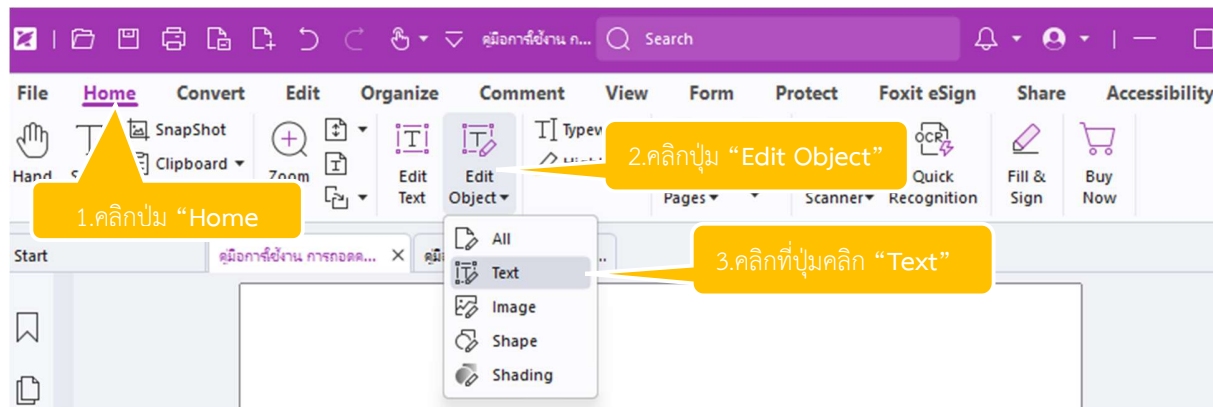 คู่มือการใช้งาน ก... Search
File Home Convert Edit Organize Comment View Form Protect Foxit eSign Share Accessibility
SnapShot
Clipboard
Hand
Zoom
Edit Text
Edit Object
2.คลิกปุ่ม “Edit Object”
Pages
Scanner
Quick Recognition
Fill & Sign
Buy Now
1.คลิกปุ่ม “Home
Start
คู่มือการใช้งาน การถอดค...
All
Text
Image
Shape
Shading
3.คลิกที่ปุ่มคลิก “Text”